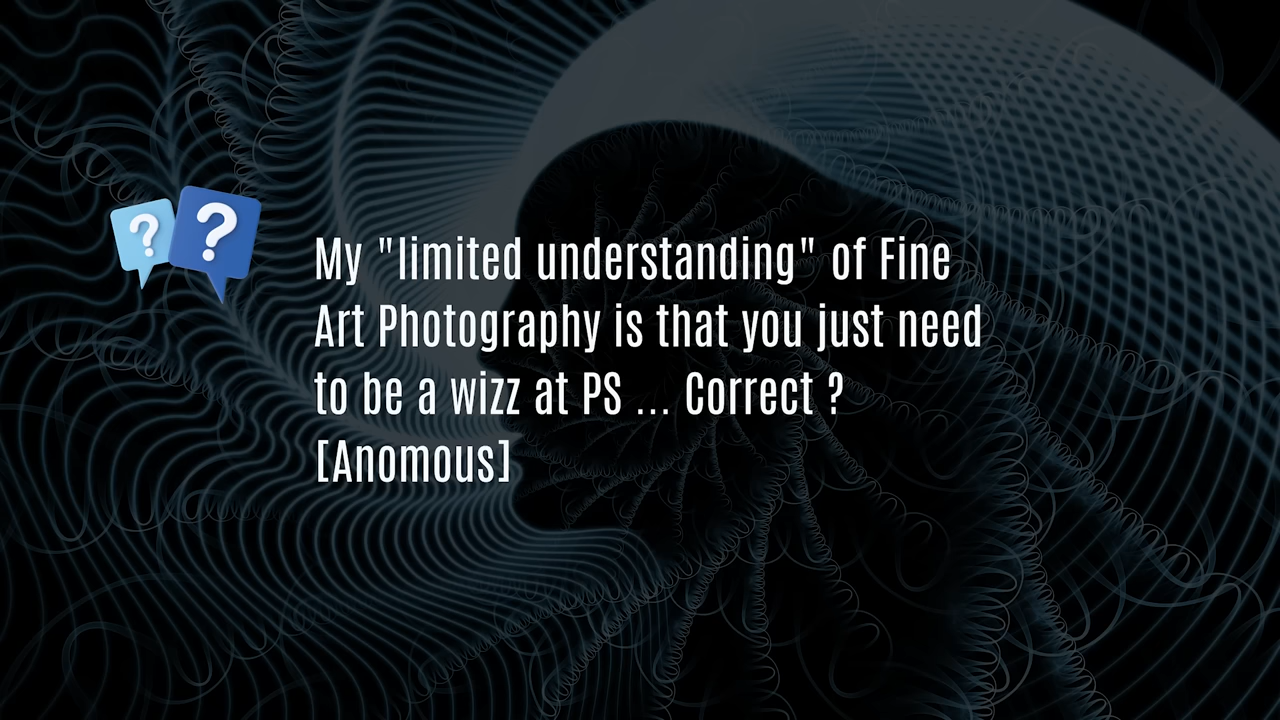 ? ?
My "limited understanding" of Fine
Art Photography is that you just need
to be a wizz at PS ... Correct ?
[Anomous]